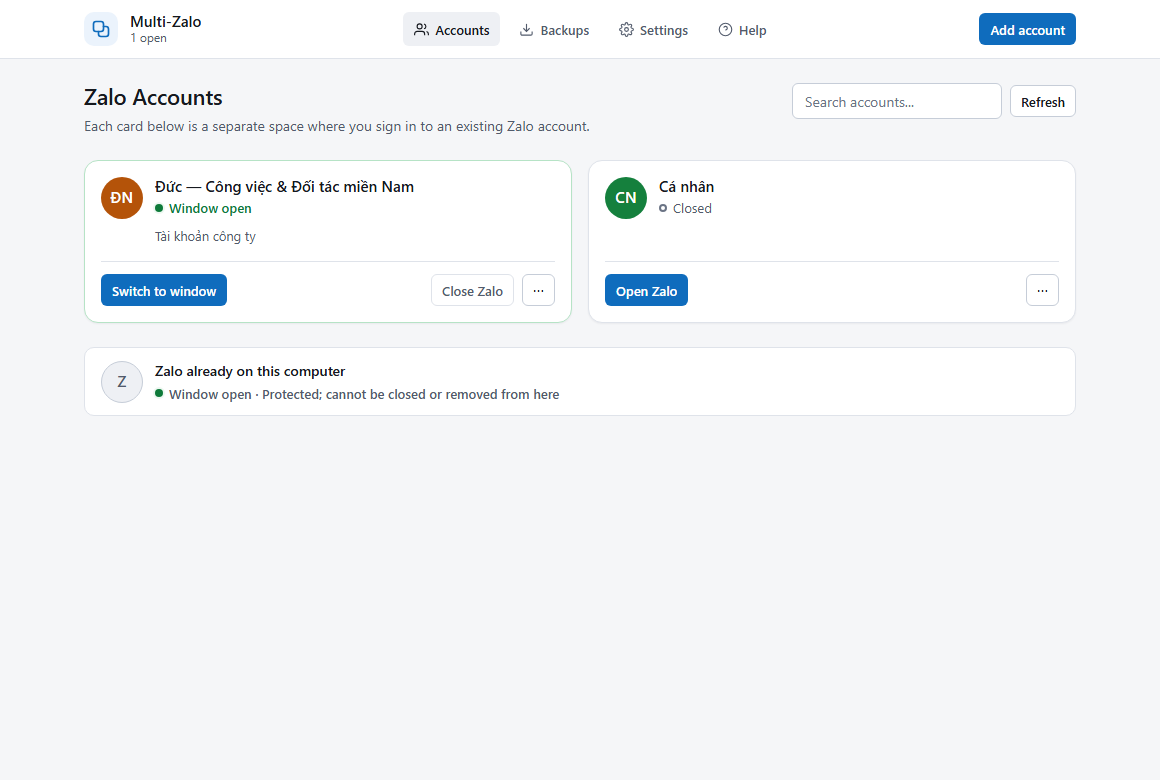 Multi-Zalo
1 open
Accounts
Backups
Settings
Help
Add account
Zalo Accounts
Each card below is a separate space where you sign in to an existing Zalo account.
Search accounts...
Refresh
ĐN
Đức — Công việc & Đối tác miền Nam
Window open
Tài khoản công ty
Switch to window
Close Zalo
...
CN
Cá nhân
Closed
Open Zalo
...
Z
Zalo already on this computer
Window open · Protected; cannot be closed or removed from here